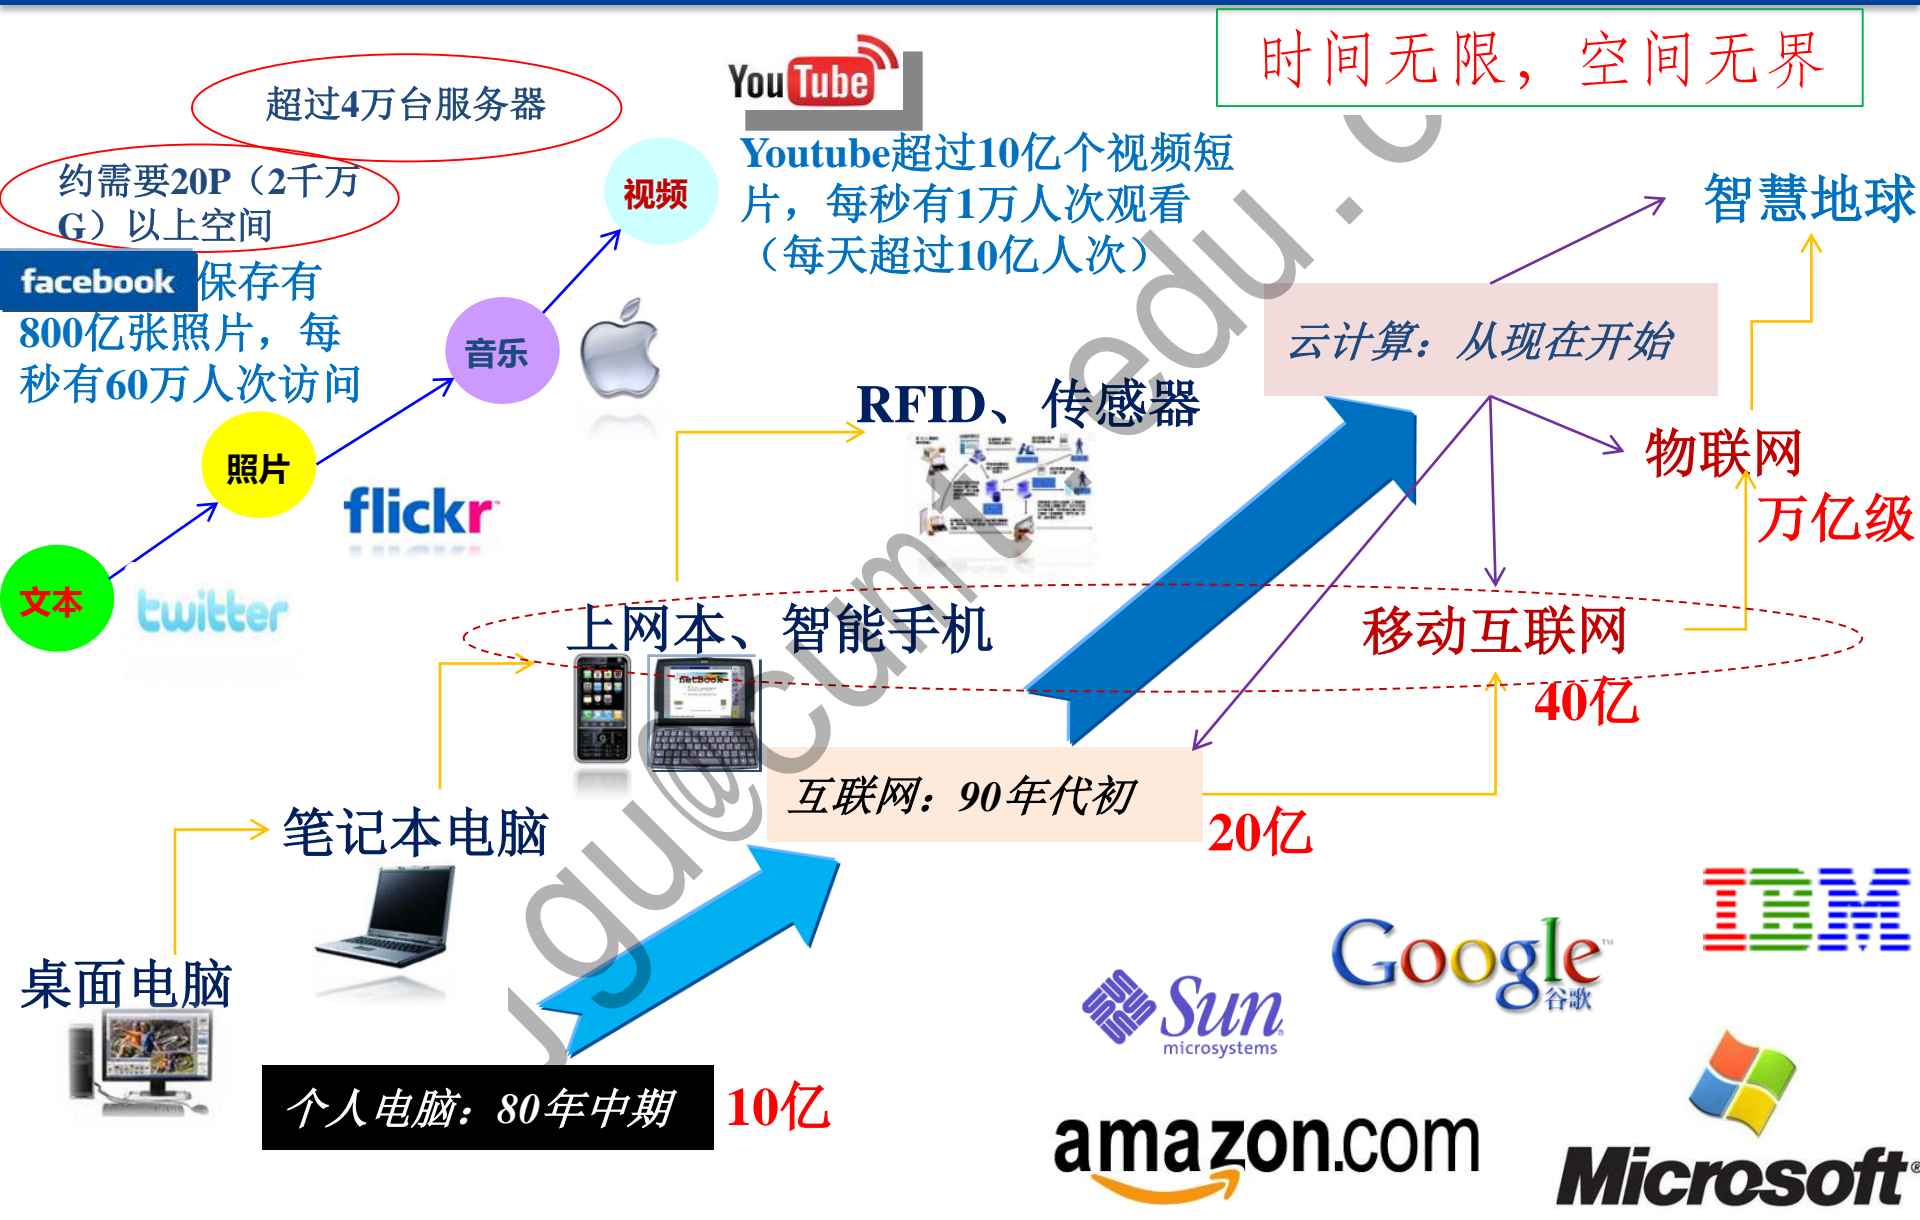 时间无限，空间无界
超过4万台服务器
约需要20P（2千万
G）以上空间
facebook 保存有
800亿张照片，每
秒有60万人次访问
YouTube
Youtube超过10亿个视频短
片，每秒有1万人次观看
（每天超过10亿人次）
视频
音乐
照片
文本
flickr
twitter
智慧地球
云计算：从现在开始
物联网
万亿级
RFID、传感器
上网本、智能手机
netBook
移动互联网
40亿
互联网：90年代初
20亿
笔记本电脑
桌面电脑
个人电脑：80年中期
10亿
IBM
Google™
谷歌
Sun
microsystems
amazon.com
Microsoft®
gu@cumt.edu.c